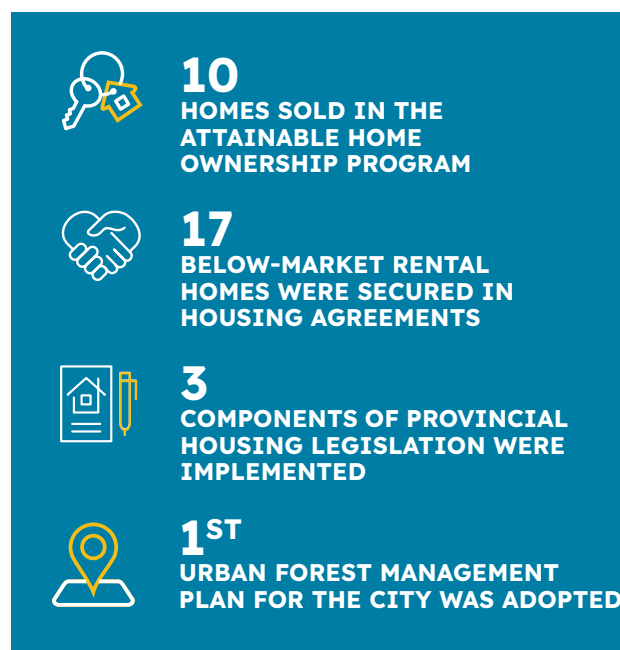 10
HOMES SOLD IN THE
ATTAINABLE HOME
OWNERSHIP PROGRAM
17
BELOW-MARKET RENTAL
HOMES WERE SECURED IN
HOUSING AGREEMENTS
3
COMPONENTS OF PROVINCIAL
HOUSING LEGISLATION WERE
IMPLEMENTED
1ST
URBAN FOREST MANAGEMENT
PLAN FOR THE CITY WAS ADOPTED